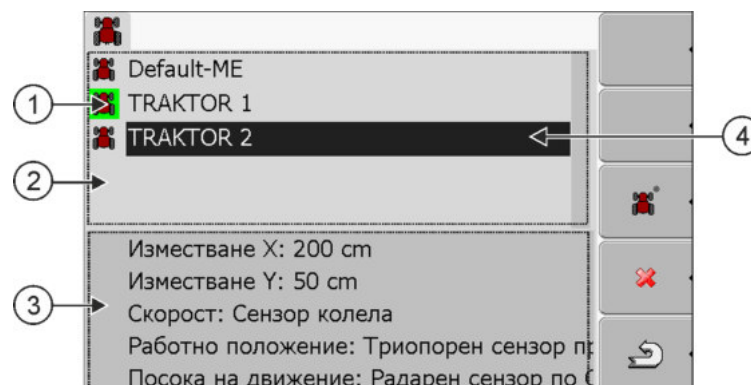 Default-ME
1
TRAKTOR 1
TRAKTOR 2
4
2
Изместване X: 200 cm
Изместване Y: 50 cm
3
Скорост: Сензор колела
Работно положение: Триопорен сензор
Посока на движение: Радарен сензор по